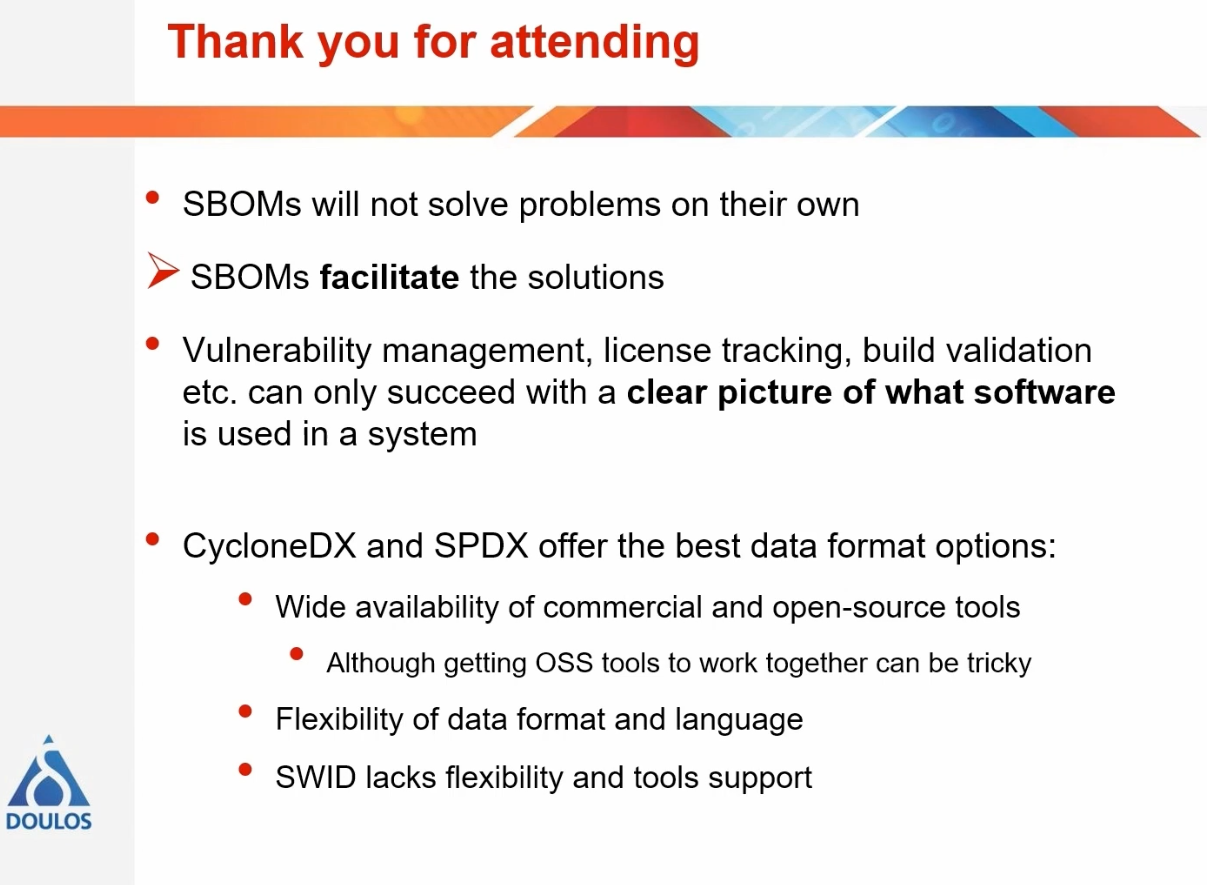 Thank you for attending
SBOMs will not solve problems on their own
SBOMs facilitate the solutions
Vulnerability management, license tracking, build validation
etc. can only succeed with a clear picture of what software
is used in a system
CycloneDX and SPDX offer the best data format options:
Wide availability of commercial and open-source tools
Although getting OSS tools to work together can be tricky
Flexibility of data format and language
SWID lacks flexibility and tools support
DOULOS